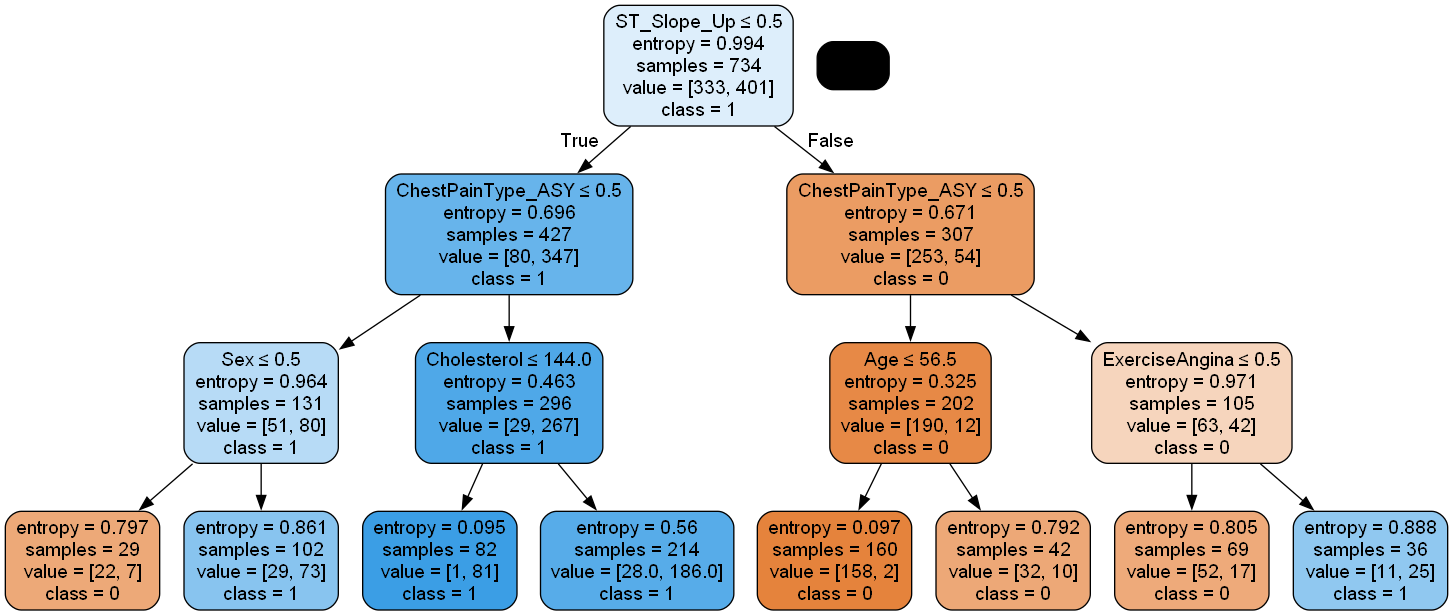 ST_Slope_Up ≤ 0.5
entropy = 0.994
samples = 734
value = [333, 401]
class = 1
True
False
ChestPainType_ASY ≤ 0.5
entropy = 0.696
samples = 427
value = [80, 347]
class = 1
ChestPainType_ASY ≤ 0.5
entropy = 0.671
samples = 307
value = [253, 54]
class = 0
Sex ≤ 0.5
entropy = 0.964
samples = 131
value = [51, 80]
class = 1
Cholesterol ≤ 144.0
entropy = 0.463
samples = 296
value = [29, 267]
class = 1
Age ≤ 56.5
entropy = 0.325
samples = 202
value = [190, 12]
class = 0
ExerciseAngina ≤ 0.5
entropy = 0.971
samples = 105
value = [63, 42]
class = 0
entropy = 0.797
samples = 29
value = [22, 7]
class = 0
entropy = 0.861
samples = 102
value = [29, 73]
class = 1
entropy = 0.095
samples = 82
value = [1, 81]
class = 1
entropy = 0.56
samples = 214
value = [28.0, 186.0]
class = 1
entropy = 0.097
samples = 160
value = [158, 2]
class = 0
entropy = 0.792
samples = 42
value = [32, 10]
class = 0
entropy = 0.805
samples = 69
value = [52, 17]
class = 0
entropy = 0.888
samples = 36
value = [11, 25]
class = 1